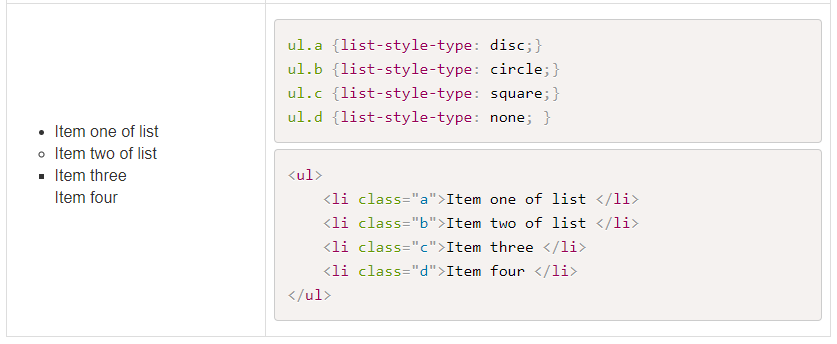 Item one of list
Item two of list
Item three
Item four
ul.a {list-style-type: disc;}
ul.b {list-style-type: circle;}
ul.c {list-style-type: square;}
ul.d {list-style-type: none; }
<ul>
    <li class="a">Item one of list </li>
    <li class="b">Item two of list </li>
    <li class="c">Item three </li>
    <li class="d">Item four </li>
</ul>